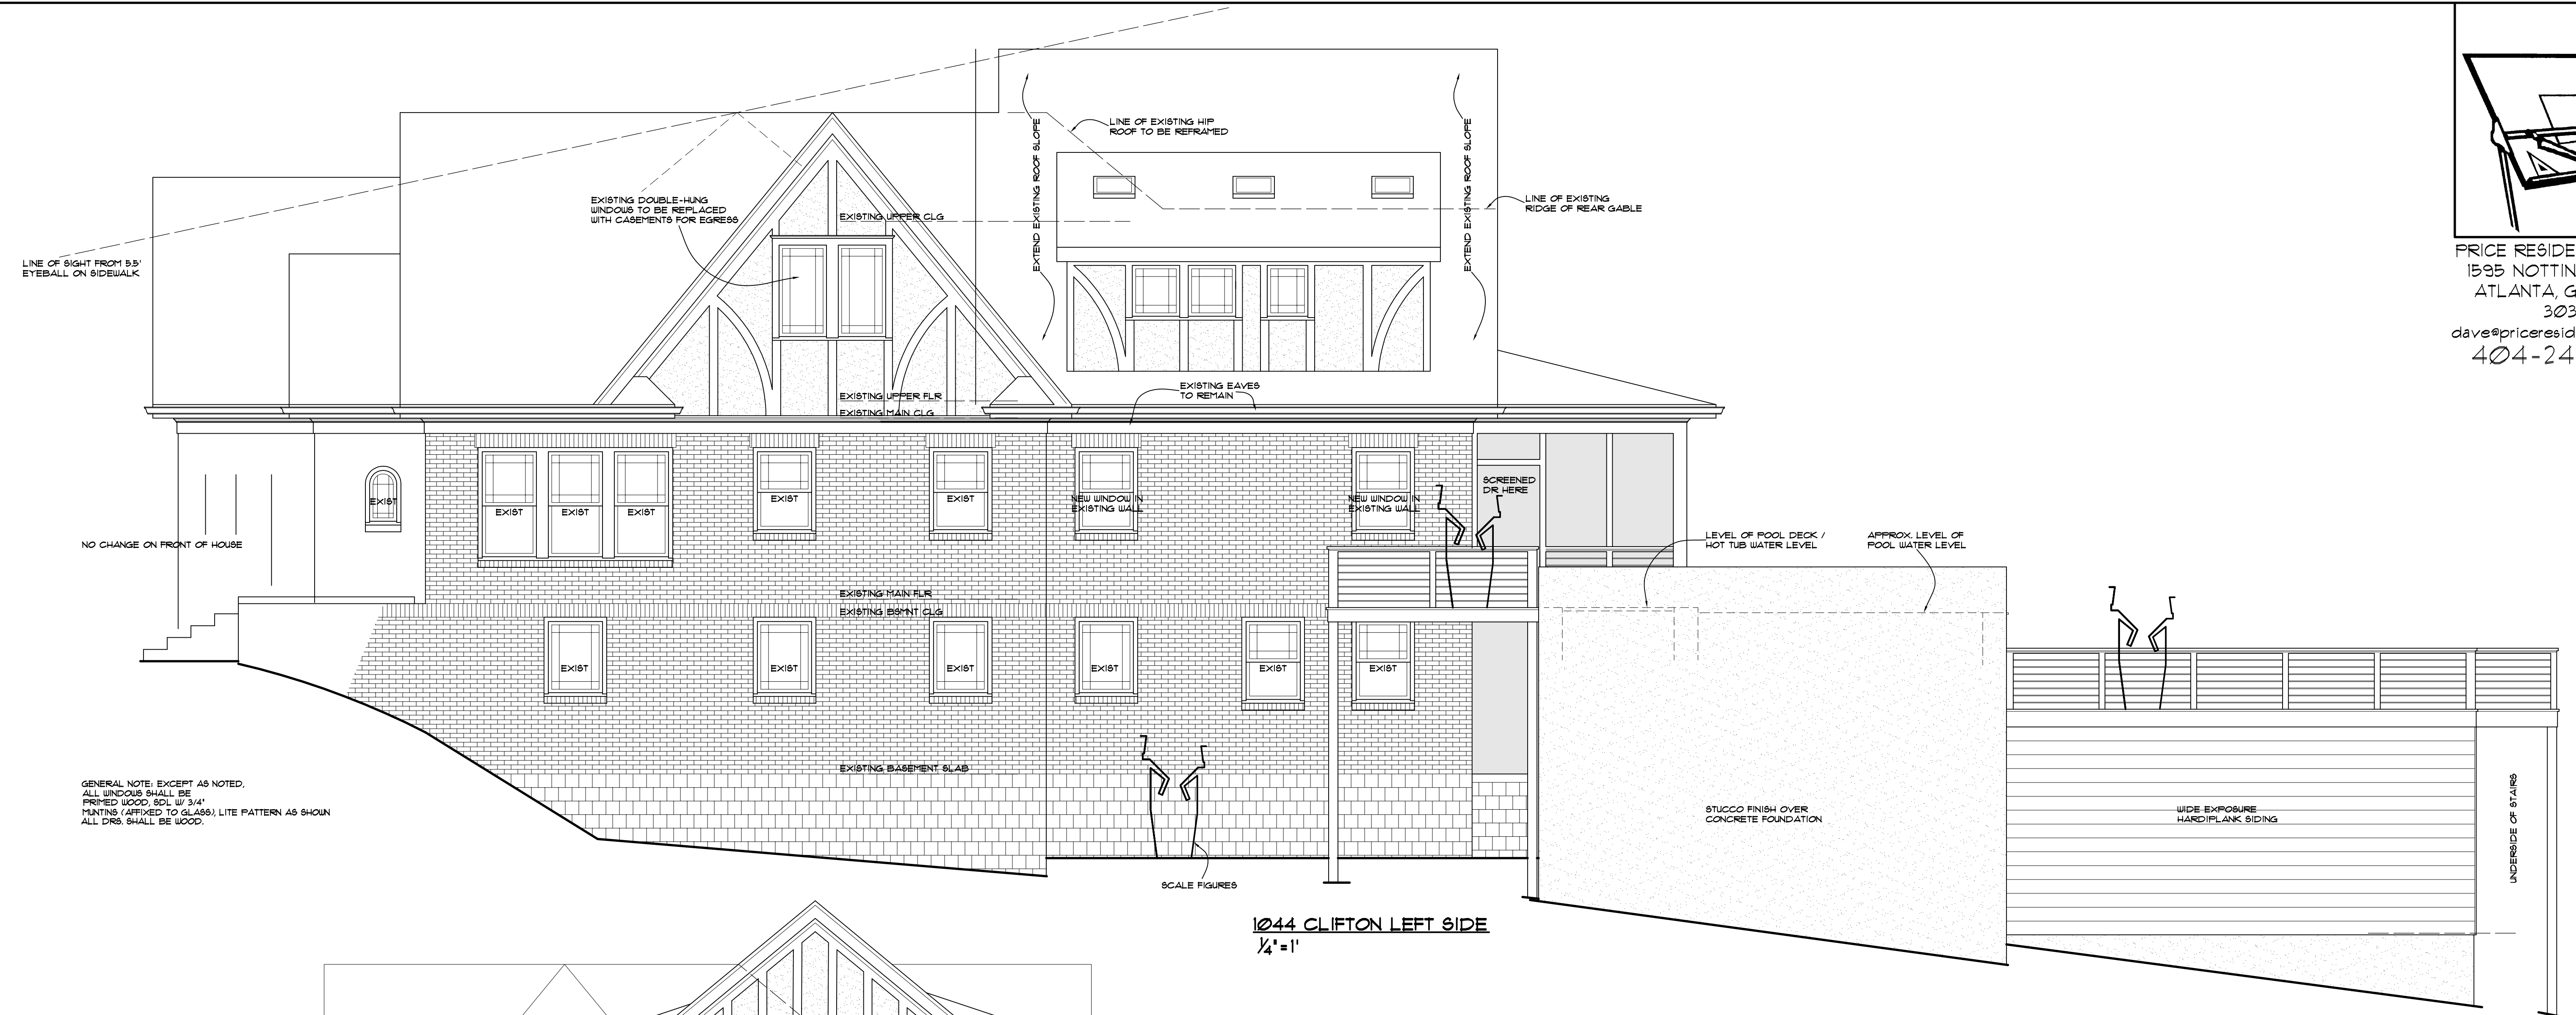 LINE OF EXISTING HIP
ROOF TO BE REFRAMED
EXTEND EXISTING ROOF SLOPE
EXTEND EXISTING ROOF SLOPE
EXISTING DOUBLE-HUNG
WINDOWS TO BE REPLACED
WITH CASEMENTS FOR EGRESS
EXISTING UPPER CLG
LINE OF EXISTING
RIDGE OF REAR GABLE
LINE OF SIGHT FROM 5.5'
EYEBALL ON SIDEWALK
PRICE RESIDE
1595 NOTTIN
ATLANTA, G
303
dave@pricereside
404-24
EXISTING UPPER FLR
EXISTING MAIN CLG
EXISTING EAVES
TO REMAIN
EXIST
EXIST
EXIST
EXIST
EXIST
EXIST
NEW WINDOW IN
EXISTING WALL
NEW WINDOW IN
EXISTING WALL
SCREENED
DR HERE
NO CHANGE ON FRONT OF HOUSE
LEVEL OF POOL DECK /
HOT TUB WATER LEVEL
APPROX. LEVEL OF
POOL WATER LEVEL
EXISTING MAIN FLR
EXISTING BSMNT CLG
EXIST
EXIST
EXIST
EXIST
EXIST
EXIST
EXISTING BASEMENT SLAB
GENERAL NOTE: EXCEPT AS NOTED,
ALL WINDOWS SHALL BE
PRIMED WOOD, SDL W/ 3/4"
MUNTINS (AFFIXED TO GLASS), LITE PATTERN AS SHOWN
ALL DRS. SHALL BE WOOD.
STUCCO FINISH OVER
CONCRETE FOUNDATION
WIDE EXPOSURE
HARDIPLANK SIDING
UNDERSIDE OF STAIRS
SCALE FIGURES
1044 CLIFTON LEFT SIDE
1/4"=1'